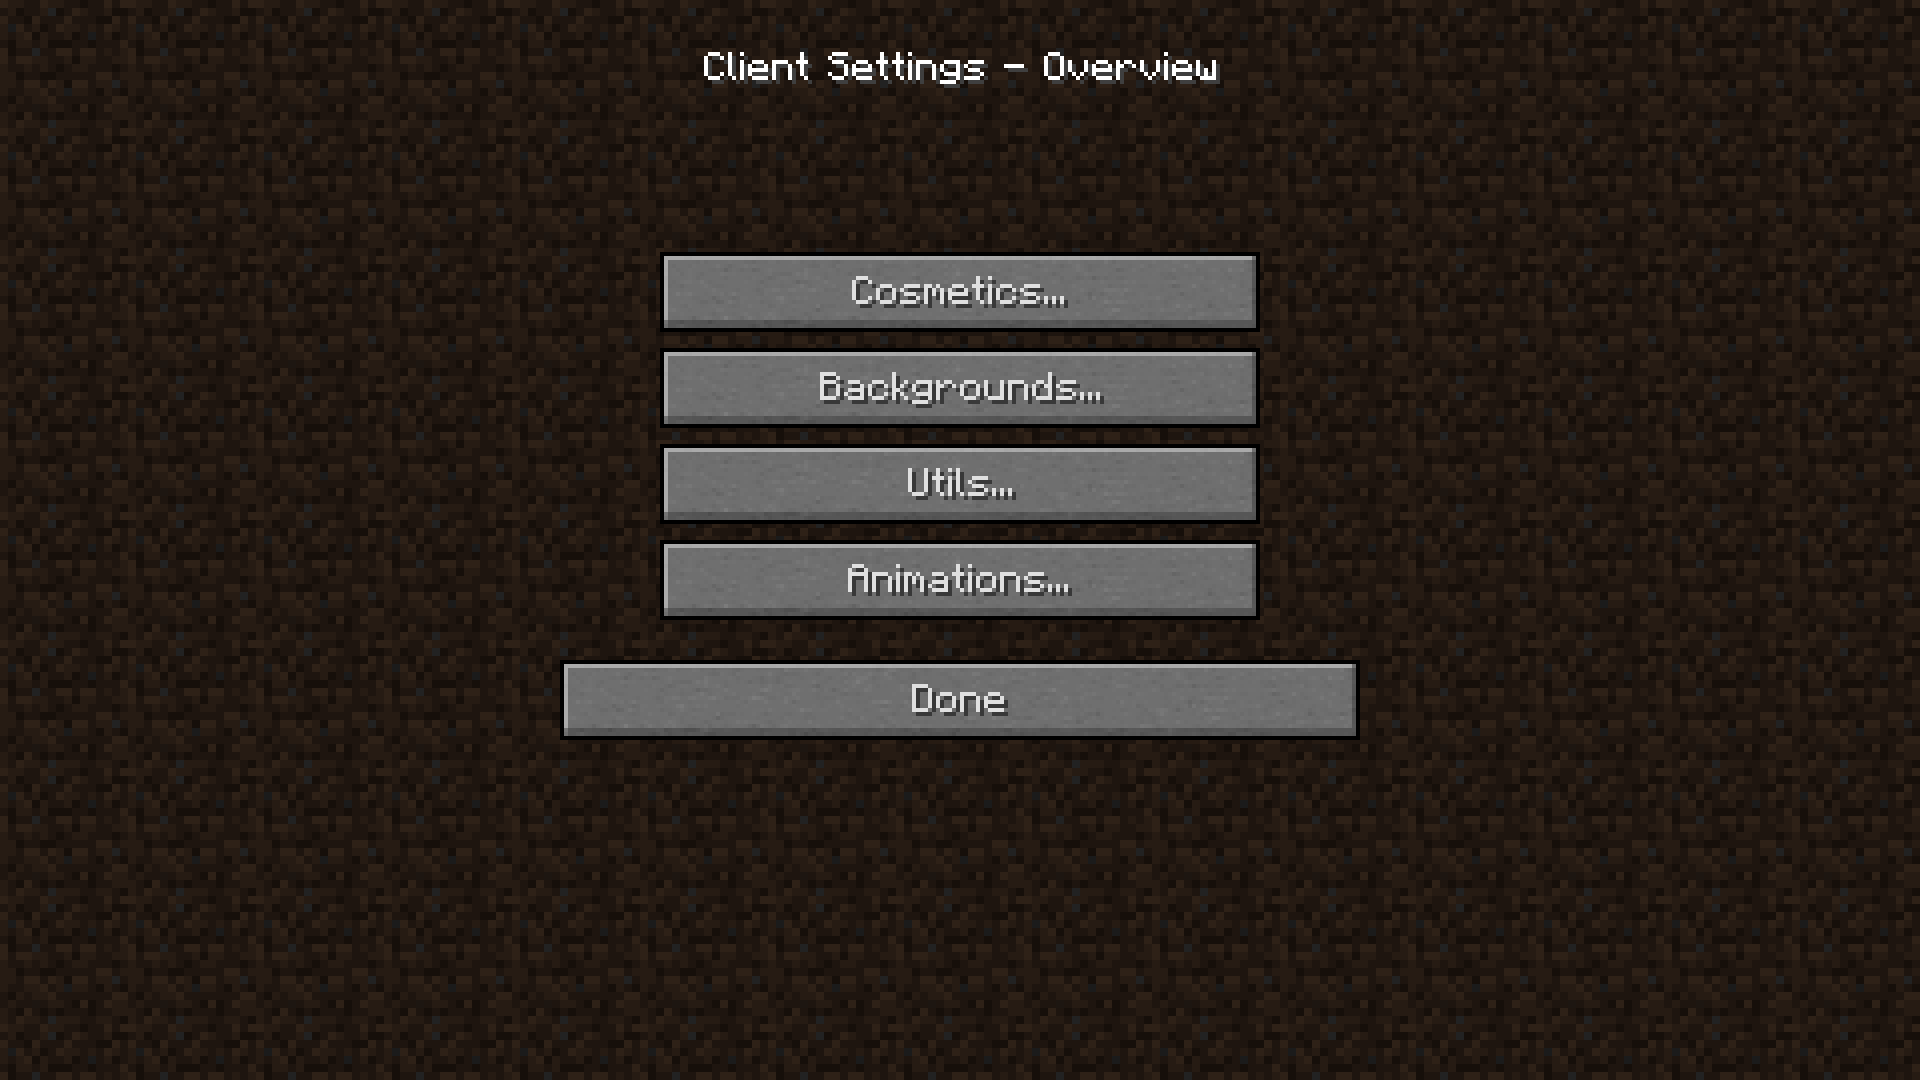 Client Settings - Overview
Cosmetics...
Backgrounds...
Utils...
Animations...
Done